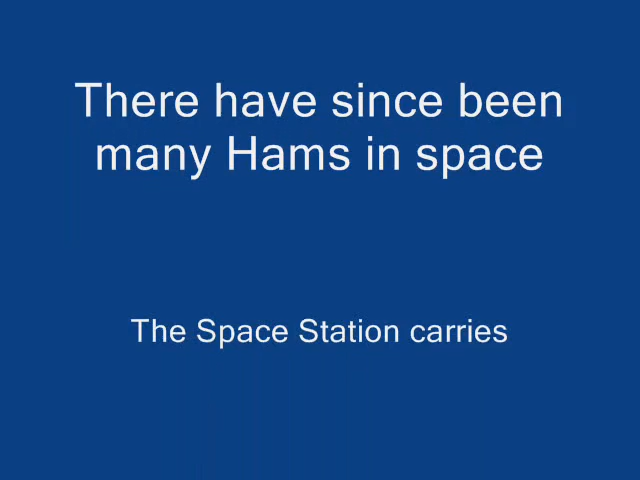 There have since been
many Hams in space
The Space Station carries